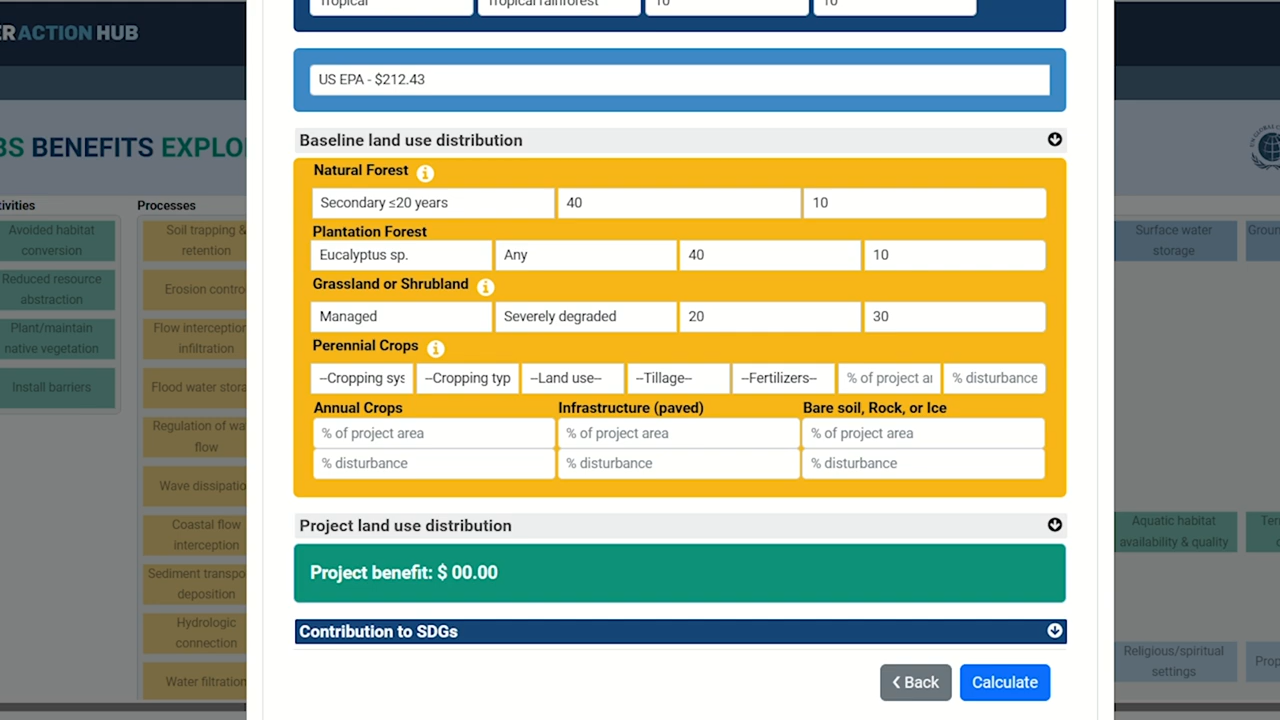 Tropical Tropical rainforest 10 10
ER ACTION HUB
US EPA - $212.43
BS BENEFITS EXPLO
Baseline land use distribution
Natural Forest
Secondary ≤20 years 40 10
Plantation Forest
Eucalyptus sp. Any 40 10
Grassland or Shrubland
Managed Severely degraded 20 30
Perennial Crops
--Cropping sys --Cropping typ --Land use-- --Tillage-- --Fertilizers-- % of project ar % disturbance
Annual Crops Infrastructure (paved) Bare soil, Rock, or Ice
% of project area % of project area % of project area
% disturbance % disturbance % disturbance
Project land use distribution
Project benefit: $ 00.00
Contribution to SDGs
Back Calculate
tivities
Avoided habitat
conversion
Reduced resource
abstraction
Plant/maintain
native vegetation
Install barriers
Processes
Soil trapping &
retention
Erosion contro
Flow interception
infiltration
Flood water stora
Regulation of wa
flow
Wave dissipatio
Coastal flow
interception
Sediment transpo
deposition
Hydrologic
connection
Water filtration
Surface water
storage
Groun
Aquatic habitat
availability & quality
Terr
Religious/spiritual
settings
Prop